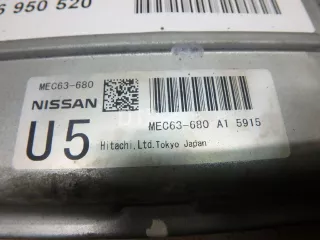 6 950 520
MEC63-680
NISSAN
MEC63-680 A1 5915
U5
Hitachi,Ltd.Tokyo Japan